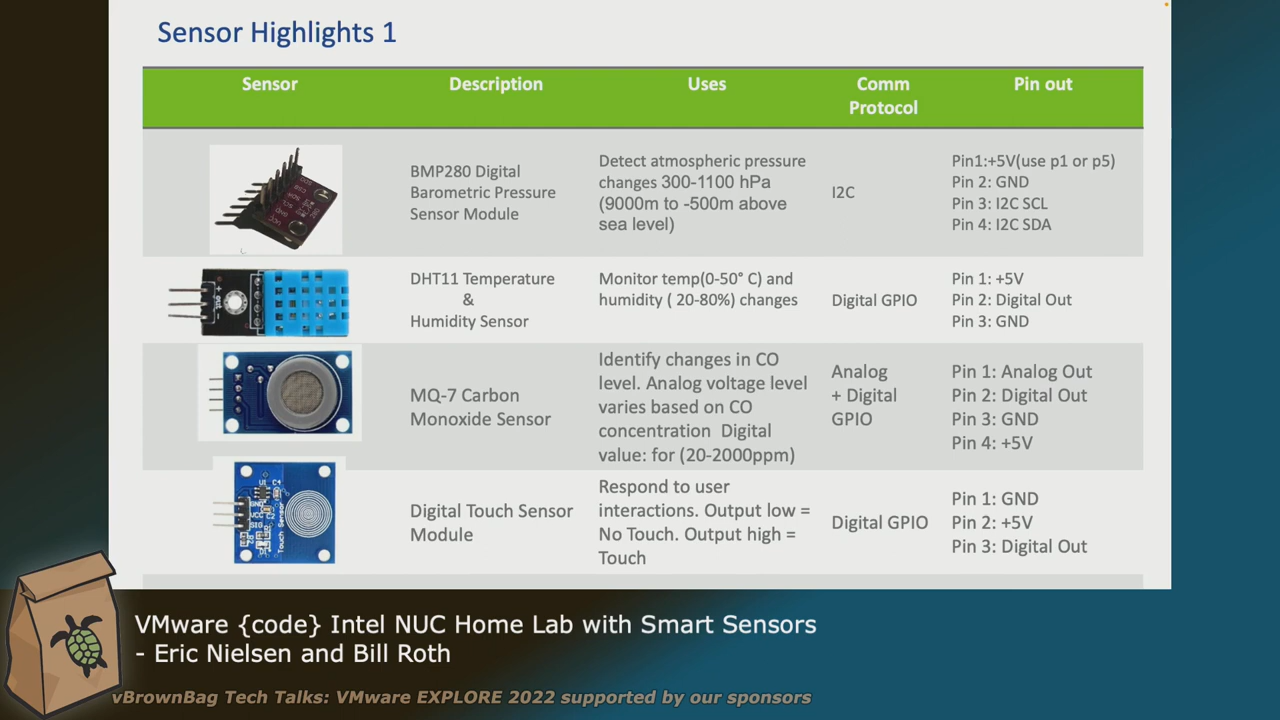 Sensor Highlights 1
Sensor
Description
Uses
Comm
Protocol
Pin out
BMP280 Digital
Barometric Pressure
Sensor Module
Detect atmospheric pressure
changes 300-1100 hPa
(9000m to -500m above
sea level)
I2C
Pin1:+5V(use p1 or p5)
Pin 2: GND
Pin 3: I2C SCL
Pin 4: I2C SDA
DHT11 Temperature
&
Humidity Sensor
Monitor temp(0-50° C) and
humidity ( 20-80%) changes
Digital GPIO
Pin 1: +5V
Pin 2: Digital Out
Pin 3: GND
MQ-7 Carbon
Monoxide Sensor
Identify changes in CO
level. Analog voltage level
varies based on CO
concentration Digital
value: for (20-2000ppm)
Analog
+ Digital
GPIO
Pin 1: Analog Out
Pin 2: Digital Out
Pin 3: GND
Pin 4: +5V
GND
VCC
SIG
Touch Sensor
Digital Touch Sensor
Module
Respond to user
interactions. Output low =
No Touch. Output high =
Touch
Digital GPIO
Pin 1: GND
Pin 2: +5V
Pin 3: Digital Out
VMware {code} Intel NUC Home Lab with Smart Sensors
- Eric Nielsen and Bill Roth
vBrownBag Tech Talks: VMware EXPLORE 2022 supported by our sponsors